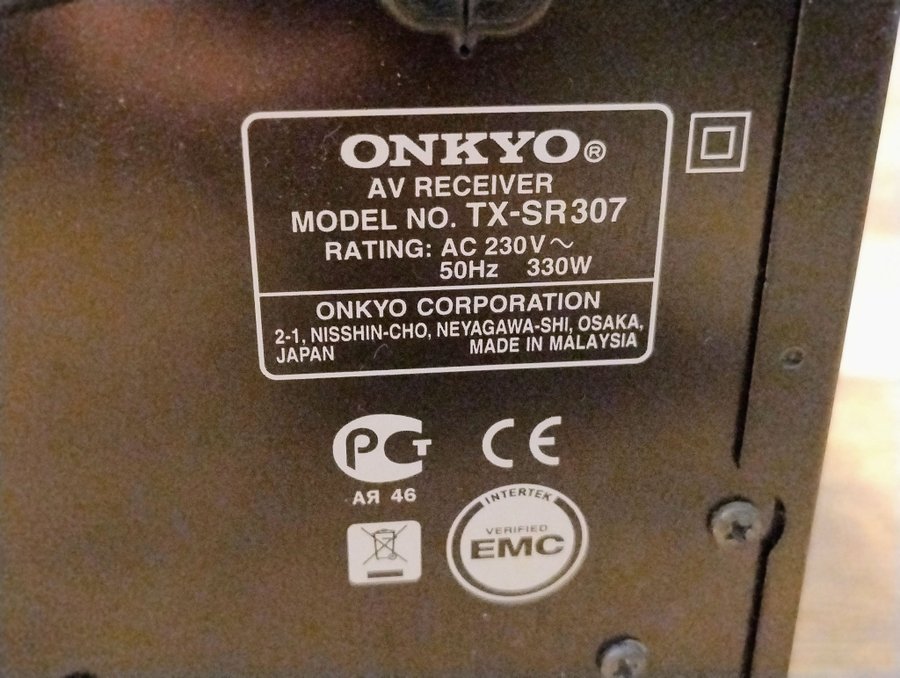 ONKYO®
AV RECEIVER
MODEL NO. TX-SR307
RATING: AC 230V~
50Hz 330W
ONKYO CORPORATION
2-1, NISSHIN-CHO, NEYAGAWA-SHI, OSAKA,
JAPAN MADE IN MALAYSIA
РСТ CE
АЯ 46
INTERTEK
VERIFIED
EMC